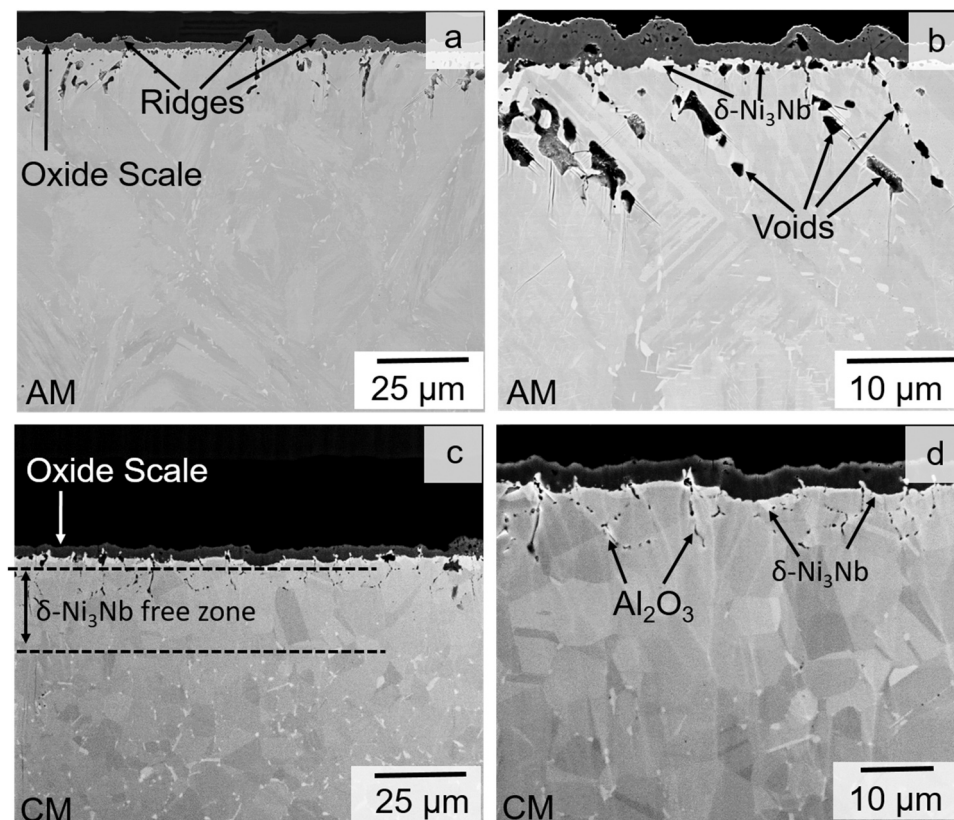 a
Ridges
Oxide Scale
AM
25 µm
b
δ-Ni₃Nb
Voids
AM
10 µm
c
Oxide Scale
δ-Ni₃Nb free zone
CM
25 µm
d
Al₂O₃
δ-Ni₃Nb
CM
10 µm